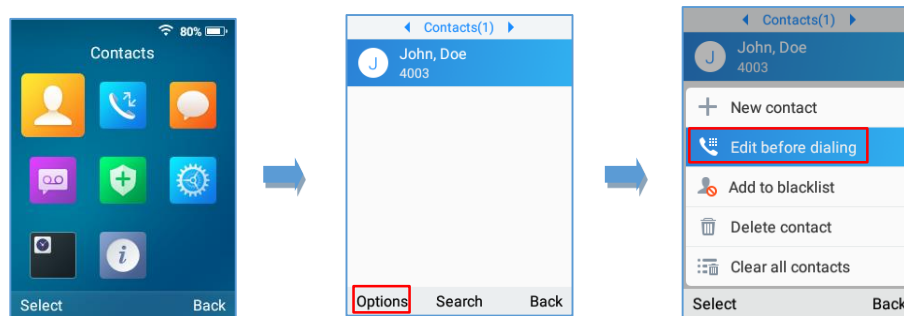 80%
Contacts
Select Back
Contacts(1)
J
John, Doe
4003
Options Search Back
Contacts(1)
J
John, Doe
4003
New contact
Edit before dialing
Add to blacklist
Delete contact
Clear all contacts
Select Back